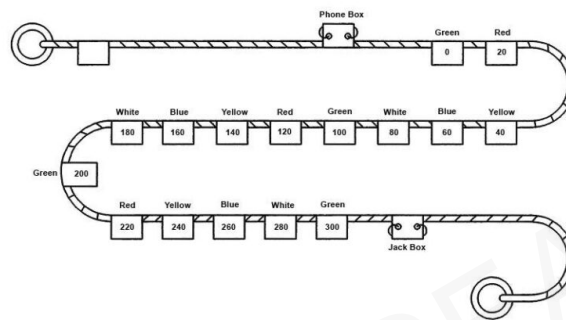 Phone Box
Green Red
0 20
White Blue Yellow Red Green White Blue Yellow
180 160 140 120 100 80 60 40
Green 200
Red Yellow Blue White Green
220 240 260 280 300
Jack Box